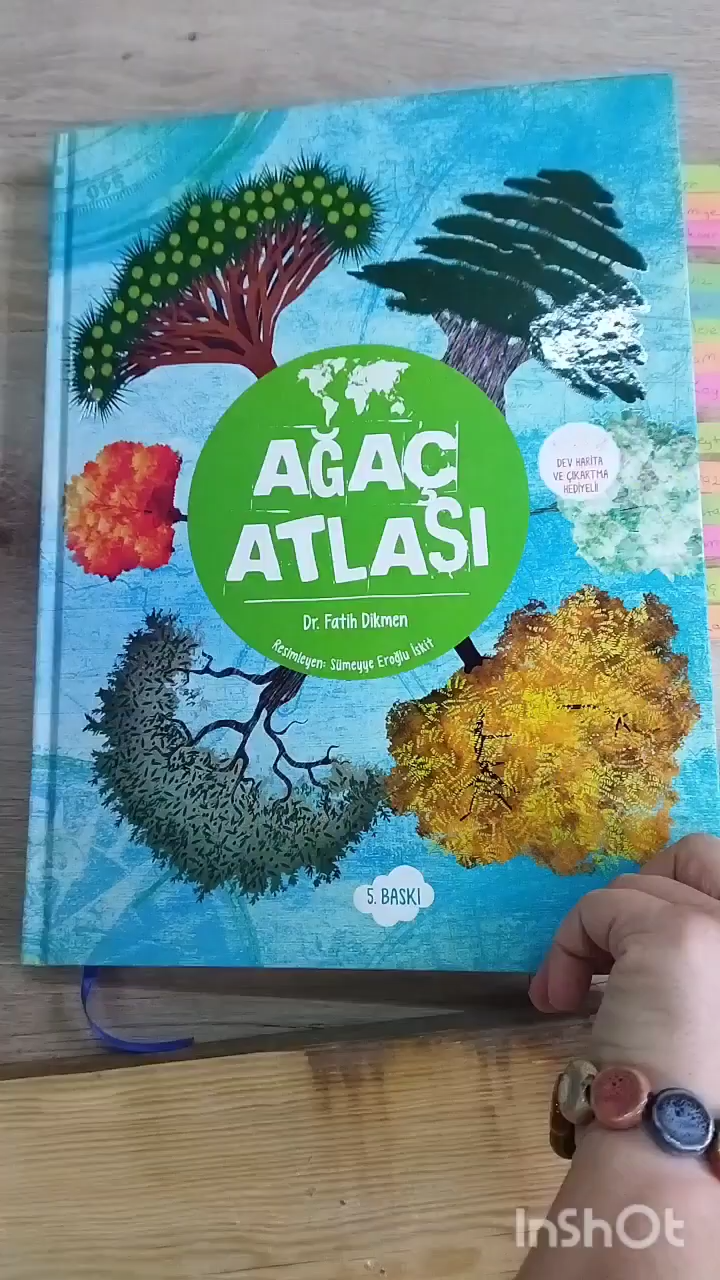 AĞAÇ
ATLASI
Dr. Fatih Dikmen
Resimleyen: Sümeyye Eroğlu İskit
DEV HARİTA
VE ÇIKARTMA
HEDİYELİ!
5. BASKI
InShOt